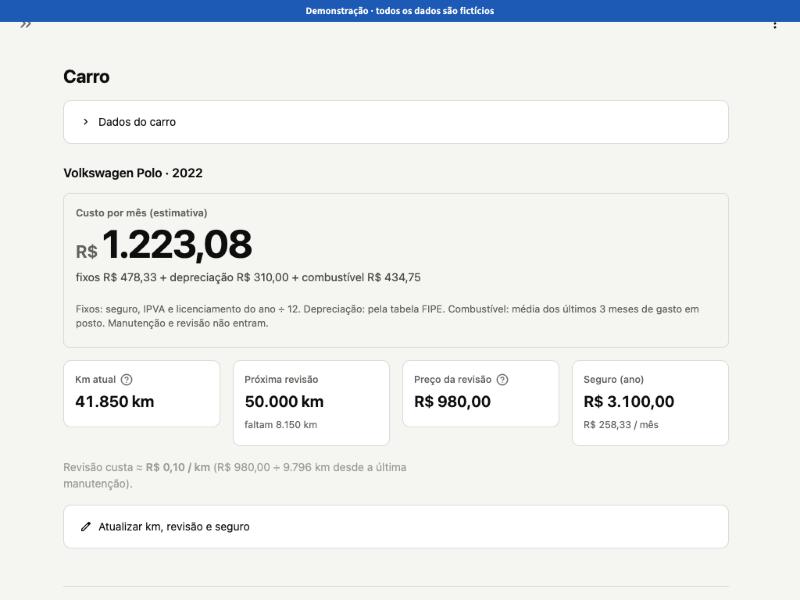 Demonstração · todos os dados são fictícios
Carro
Dados do carro
Volkswagen Polo · 2022
Custo por mês (estimativa)
R$ 1.223,08
fixos R$ 478,33 + depreciação R$ 310,00 + combustível R$ 434,75
Fixos: seguro, IPVA e licenciamento do ano ÷ 12. Depreciação: pela tabela FIPE. Combustível: média dos últimos 3 meses de gasto em
posto. Manutenção e revisão não entram.
Km atual
41.850 km
Próxima revisão
50.000 km
faltam 8.150 km
Preço da revisão
R$ 980,00
Seguro (ano)
R$ 3.100,00
R$ 258,33 / mês
Revisão custa ≈ R$ 0,10 / km (R$ 980,00 ÷ 9.796 km desde a última
manutenção).
Atualizar km, revisão e seguro